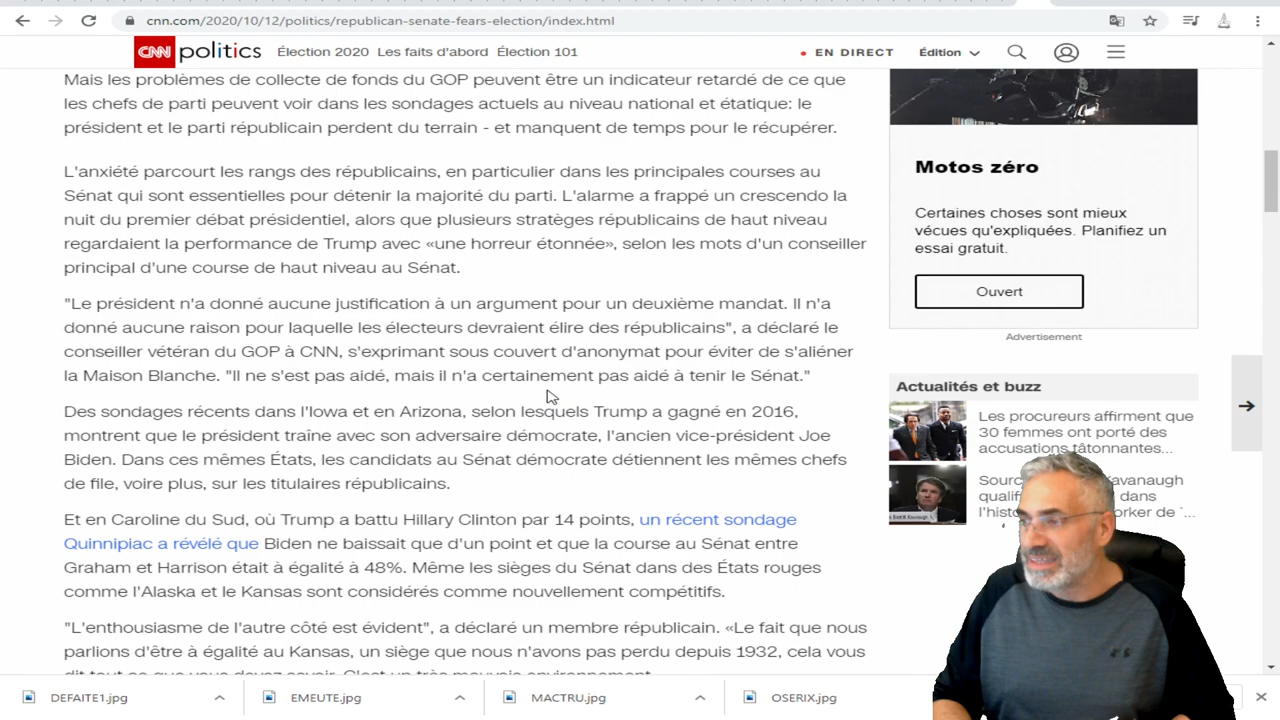 cnn.com/2020/10/12/politics/republican-senate-fears-election/index.html
CNN politics Élection 2020 Les faits d'abord Élection 101 EN DIRECT Édition
Mais les problèmes de collecte de fonds du GOP peuvent être un indicateur retardé de ce que
les chefs de parti peuvent voir dans les sondages actuels au niveau national et étatique: le
président et le parti républicain perdent du terrain - et manquent de temps pour le récupérer.
L'anxiété parcourt les rangs des républicains, en particulier dans les principales courses au
Sénat qui sont essentielles pour détenir la majorité du parti. L'alarme a frappé un crescendo la
nuit du premier débat présidentiel, alors que plusieurs stratèges républicains de haut niveau
regardaient la performance de Trump avec «une horreur étonnée», selon les mots d'un conseiller
principal d'une course de haut niveau au Sénat.
"Le président n'a donné aucune justification à un argument pour un deuxième mandat. Il n'a
donné aucune raison pour laquelle les électeurs devraient élire des républicains", a déclaré le
conseiller vétéran du GOP à CNN, s'exprimant sous couvert d'anonymat pour éviter de s'aliéner
la Maison Blanche. "Il ne s'est pas aidé, mais il n'a certainement pas aidé à tenir le Sénat."
Des sondages récents dans l'Iowa et en Arizona, selon lesquels Trump a gagné en 2016,
montrent que le président traîne avec son adversaire démocrate, l'ancien vice-président Joe
Biden. Dans ces mêmes États, les candidats au Sénat démocrate détiennent les mêmes chefs
de file, voire plus, sur les titulaires républicains.
Et en Caroline du Sud, où Trump a battu Hillary Clinton par 14 points, un récent sondage
Quinnipiac a révélé que Biden ne baissait que d'un point et que la course au Sénat entre
Graham et Harrison était à égalité à 48%. Même les sièges du Sénat dans des États rouges
comme l'Alaska et le Kansas sont considérés comme nouvellement compétitifs.
"L'enthousiasme de l'autre côté est évident", a déclaré un membre républicain. «Le fait que nous
parlions d'être à égalité au Kansas, un siège que nous n'avons pas perdu depuis 1932, cela vous
dit tout ce que vous devez savoir. C'est un très mauvais environnement
Motos zéro
Certaines choses sont mieux
vécues qu'expliquées. Planifiez un
essai gratuit.
Ouvert
Advertisement
Actualités et buzz
Les procureurs affirment que
30 femmes ont porté des
accusations tâtonnantes...
Sourc avanaugh
qualif dans
l'histo orker de `...
DEFAITE1.jpg
EMEUTE.jpg
MACTRU.jpg
OSERIX.jpg